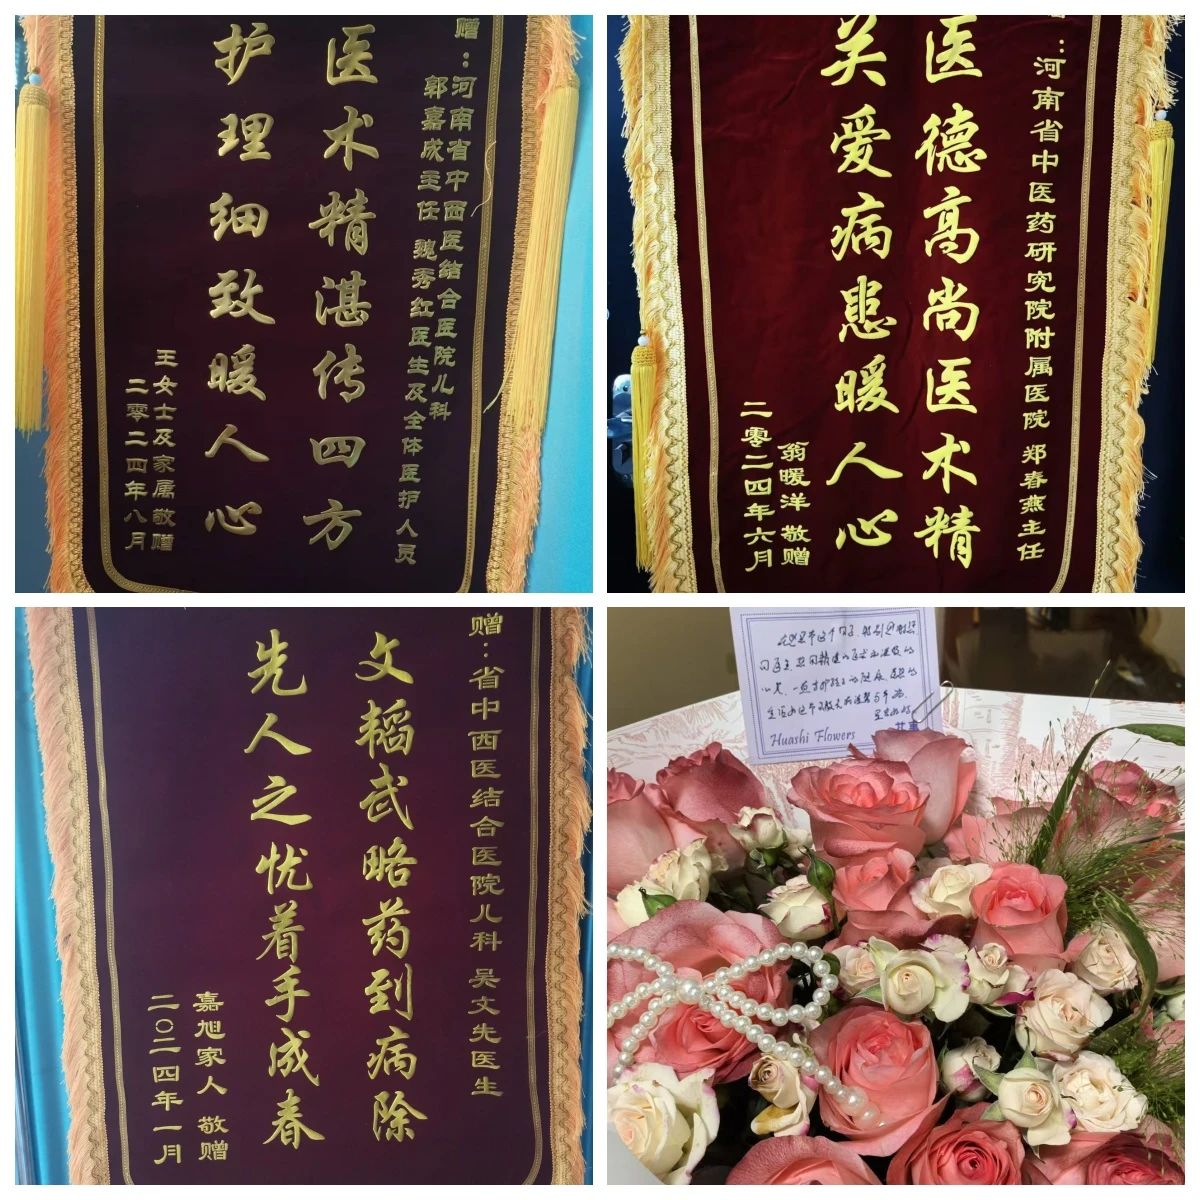 赠：河南省中西医结合医院儿科
郭嘉成主任 魏秀红医生及全体医护人员
医术精湛传四方
护理细致暖人心
王女士及家属敬赠
二零二四年八月
：河南省中医药研究院附属医院 郑春燕主任
医德高尚医术精
关爱病患暖人心
翁暖洋 敬赠
二零二四年六月
赠：省中西医结合医院儿科 吴文先医生
文韬武略药到病除
先人之忧着手成春
嘉旭家人 敬赠
二〇二四年一月
Huashi Flowers